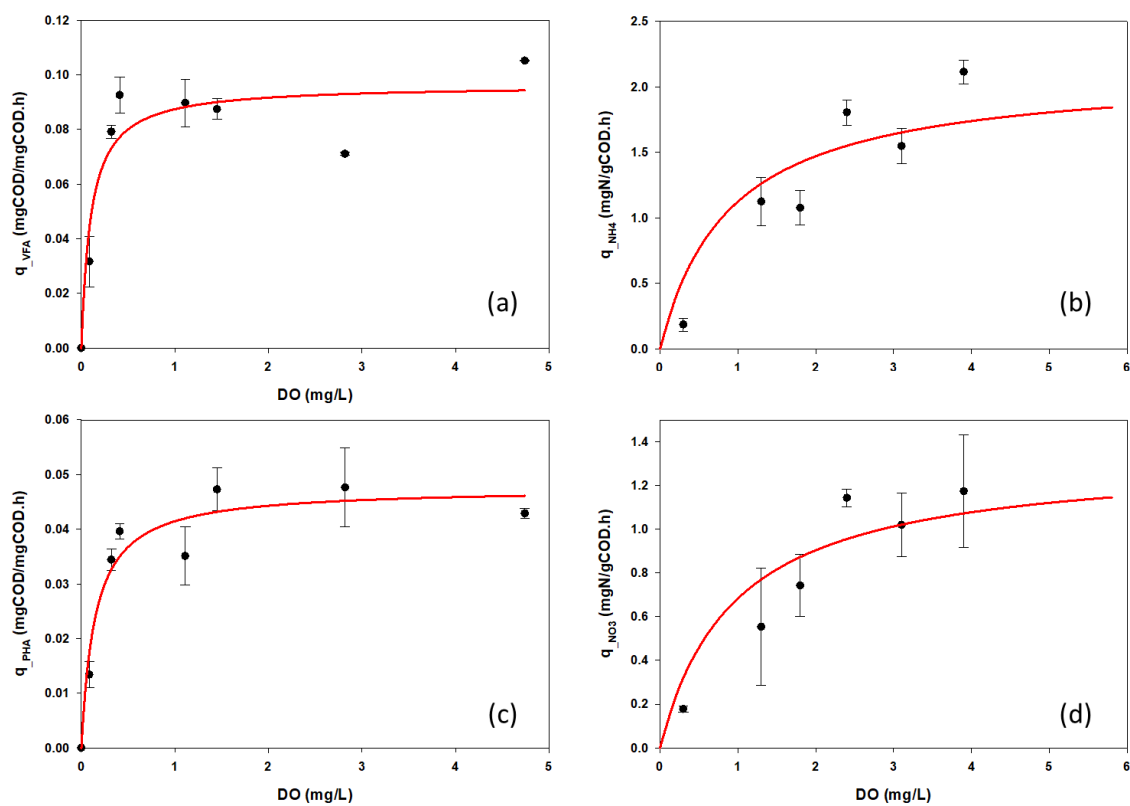 0.12
0.10
0.08
0.06
0.04
0.02
0.00
q_VFA (mgCOD/mgCOD.h)
0 1 2 3 4 5
DO (mg/L)
(a)
2.5
2.0
1.5
1.0
0.5
0.0
q_NH4 (mgN/gCOD.h)
0 1 2 3 4 5 6
DO (mg/L)
(b)
0.06
0.05
0.04
0.03
0.02
0.01
0.00
q_PHA (mgCOD/mgCOD.h)
0 1 2 3 4 5
DO (mg/L)
(c)
1.4
1.2
1.0
0.8
0.6
0.4
0.2
0.0
q_NO3 (mgN/gCOD.h)
0 1 2 3 4 5 6
DO (mg/L)
(d)